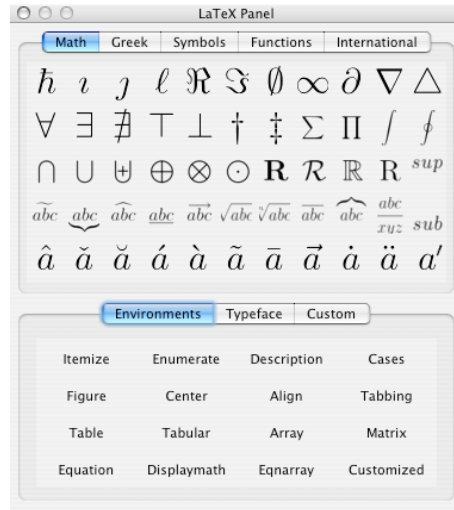 LaTeX Panel
Math Greek Symbols Functions International
ℏ ı ȷ ℓ ℜ ℑ ∅ ∞ ∂ ∇ △
∀ ∃ ∄ ⊤ ⊥ † ‡ Σ Π ∫ ∮
∩ ∪ ⊎ ⊕ ⊗ ⊙ 𝐑 ℛ ℝ R sup
abc abc abc abc abc √abc √abc abc abc abc/xyz sub
â ǎ ă á à ã ā a⃗ ȧ ä a′
Environments Typeface Custom
Itemize Enumerate Description Cases
Figure Center Align Tabbing
Table Tabular Array Matrix
Equation Displaymath Eqnarray Customized